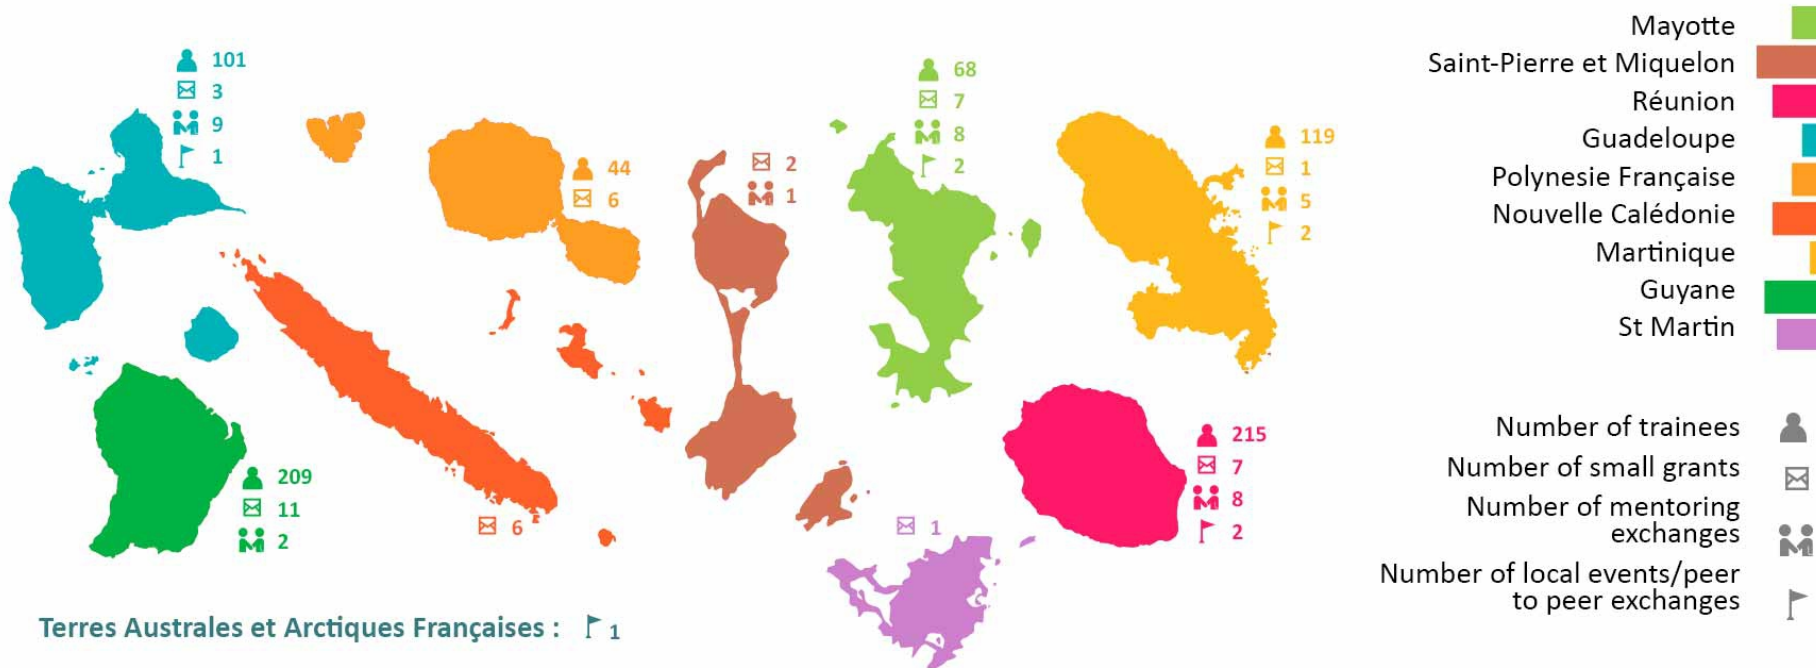 101
3
9
1
44
6
2
1
68
7
8
2
119
1
5
2
209
11
2
6
1
215
7
8
2
Terres Australes et Arctiques Françaises : 1
Mayotte
Saint-Pierre et Miquelon
Réunion
Guadeloupe
Polynesie Française
Nouvelle Calédonie
Martinique
Guyane
St Martin
Number of trainees
Number of small grants
Number of mentoring
exchanges
Number of local events/peer
to peer exchanges